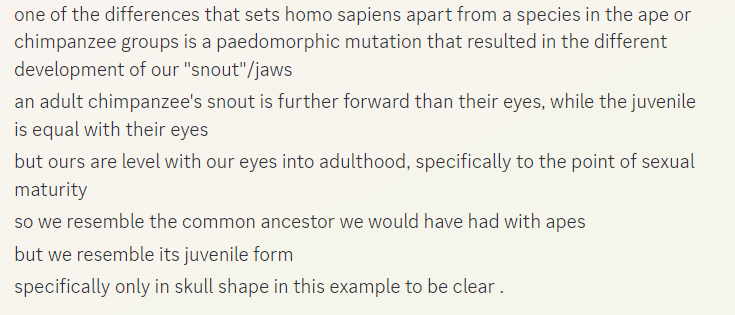 one of the differences that sets homo sapiens apart from a species in the ape or
chimpanzee groups is a paedomorphic mutation that resulted in the different
development of our "snout"/jaws
an adult chimpanzee's snout is further forward than their eyes, while the juvenile
is equal with their eyes
but ours are level with our eyes into adulthood, specifically to the point of sexual
maturity
so we resemble the common ancestor we would have had with apes
but we resemble its juvenile form
specifically only in skull shape in this example to be clear .